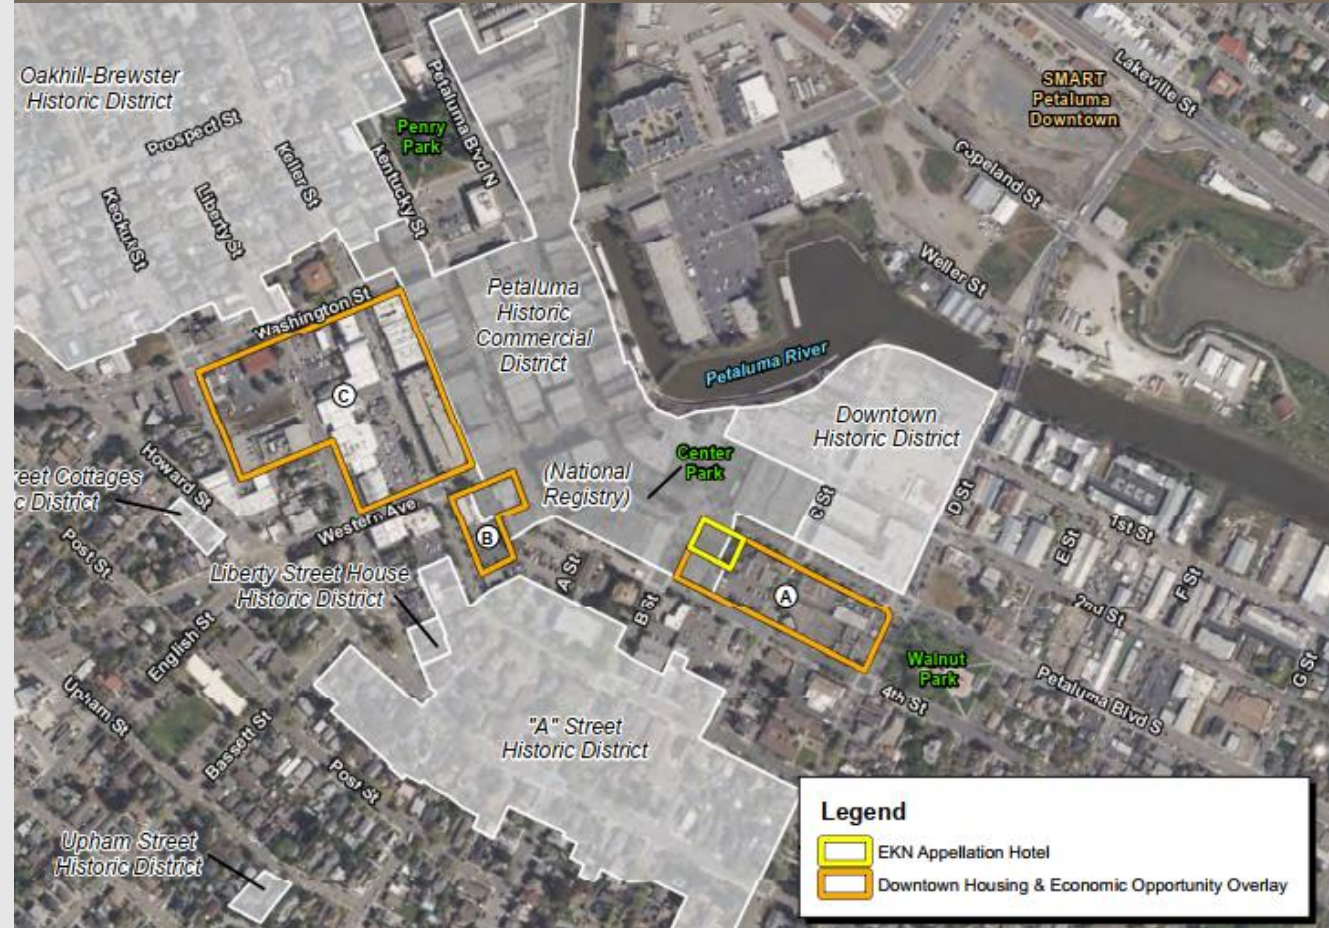 Oakhill-Brewster
Historic District
Prospect St
Keokuk St
Liberty St
Keller St
Kentucky St
Petaluma Blvd N
Penry
Park
SMART
Petaluma
Downtown
Lakeville St
Copeland St
Weller St
Washington St
Petaluma
Historic
Commercial
District
Petaluma River
Downtown
Historic District
C
(National
Registry)
Center
Park
Howard St
reet Cottages
c District
Western Ave
B
C St
D St
E St
1st St
F St
G St
2nd St
Post St
Liberty Street House
Historic District
A St
B St
A
Walnut
Park
4th St
Petaluma Blvd S
English St
Upham St
Bassett St
Post St
"A" Street
Historic District
Upham Street
Historic District
Legend
EKN Appellation Hotel
Downtown Housing & Economic Opportunity Overlay